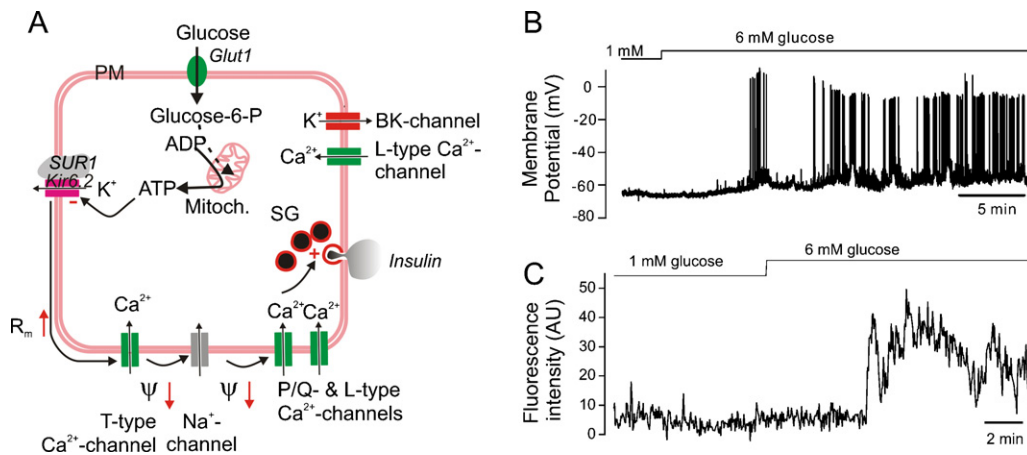 A
Glucose
Glut1
PM
Glucose-6-P
ADP
SUR1
Kir6.2
K⁺
ATP
Mitoch.
K⁺
BK-channel
Ca²⁺
L-type Ca²⁺-
channel
SG
+
-
Insulin
Rₘ
Ca²⁺
Ca²⁺Ca²⁺
Ψ
Ψ
T-type
Ca²⁺-channel
Na⁺-
channel
P/Q- & L-type
Ca²⁺-channels
B
1 mM
6 mM glucose
Membrane
Potential (mV)
0
-20
-40
-60
-80
5 min
C
1 mM glucose
6 mM glucose
Fluorescence
intensity (AU)
50
40
30
20
10
0
2 min